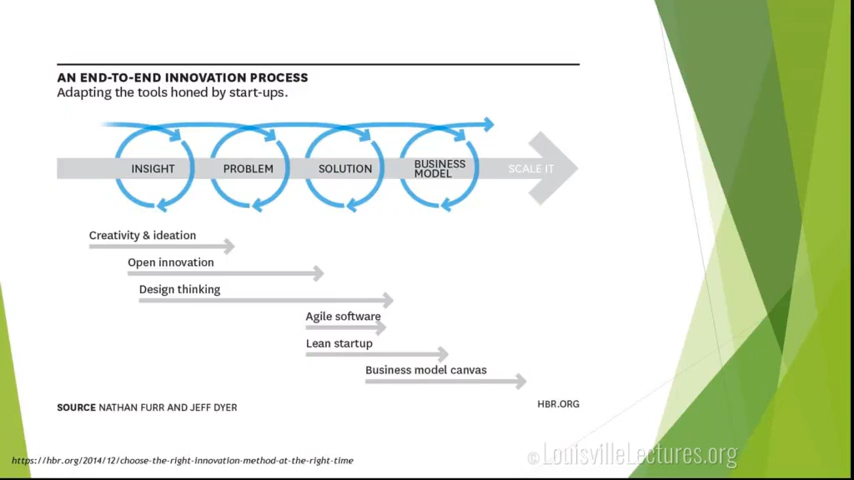 AN END-TO-END INNOVATION PROCESS
Adapting the tools honed by start-ups.
INSIGHT
PROBLEM
SOLUTION
BUSINESS
MODEL
SCALE IT
Creativity & ideation
Open innovation
Design thinking
Agile software
Lean startup
Business model canvas
SOURCE NATHAN FURR AND JEFF DYER
HBR.ORG
https://hbr.org/2014/12/choose-the-right-innovation-method-at-the-right-time
© LouisvilleLectures.org